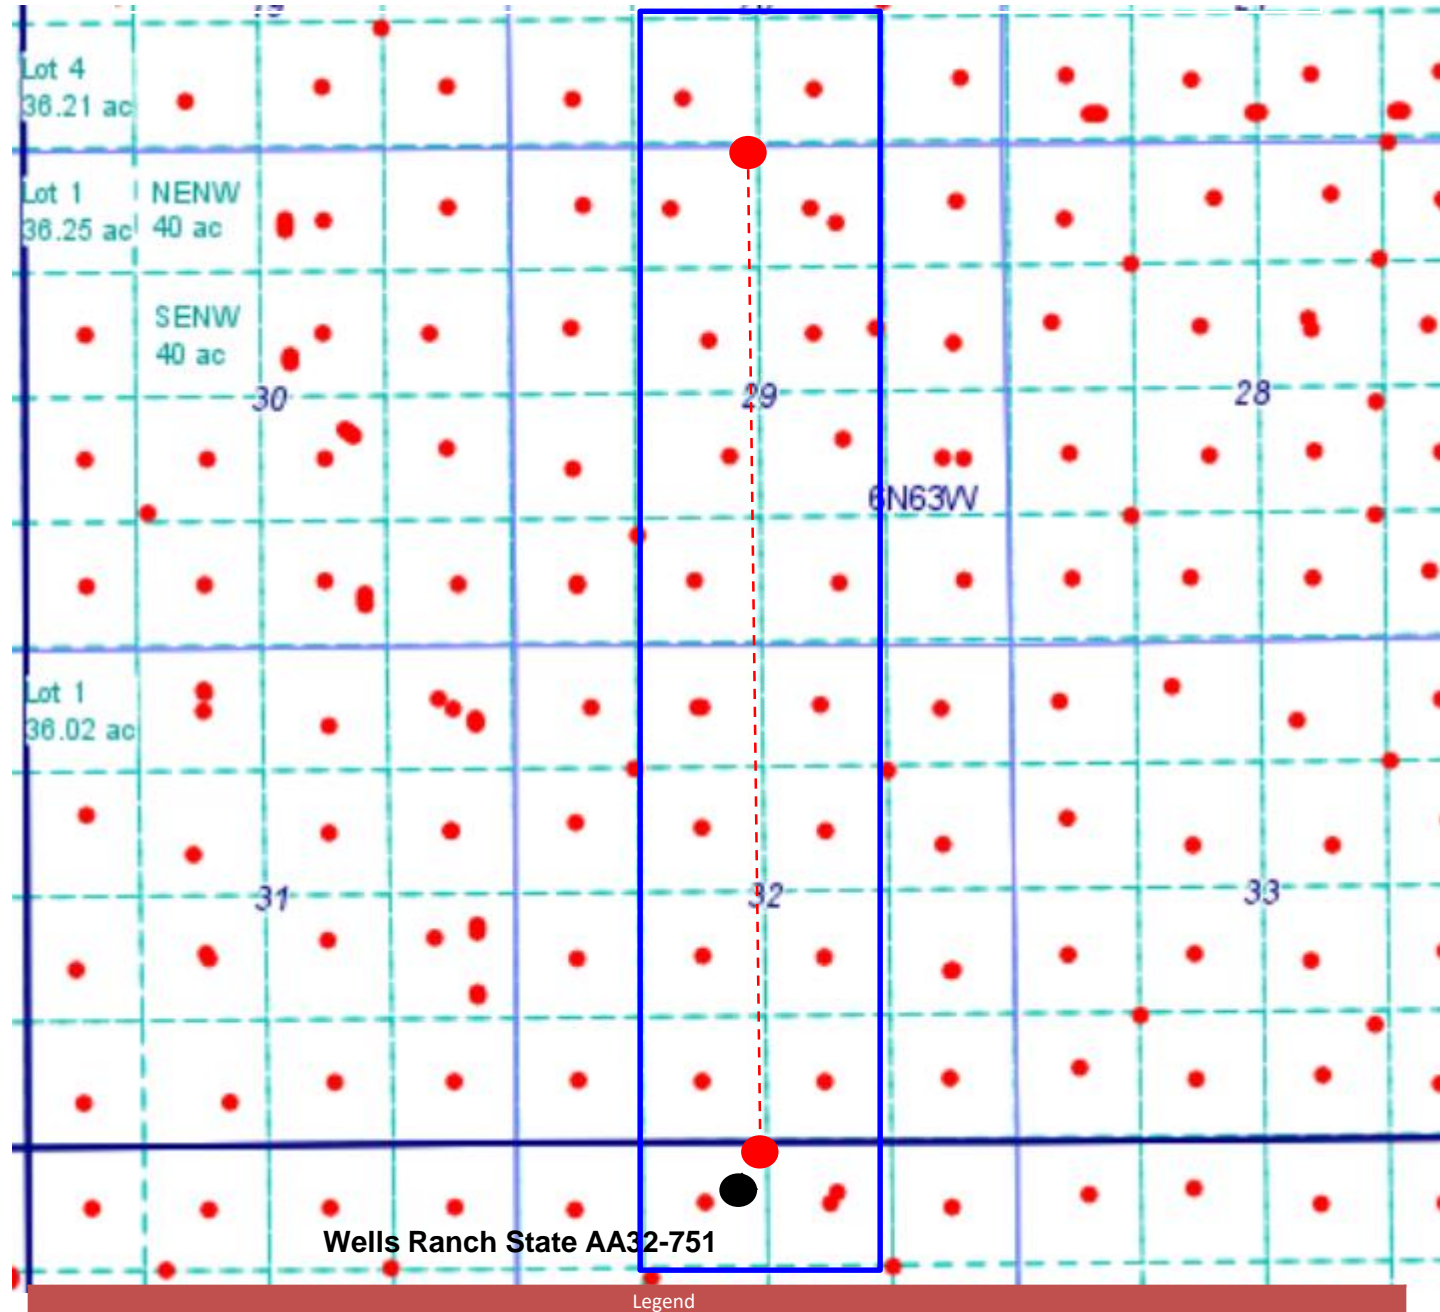 Lot 4
36.21 ac
Lot 1
36.25 ac
NENW
40 ac
SENW
40 ac
30
29
28
6N63W
Lot 1
36.02 ac
31
32
33
Wells Ranch State AA32-751
Legend